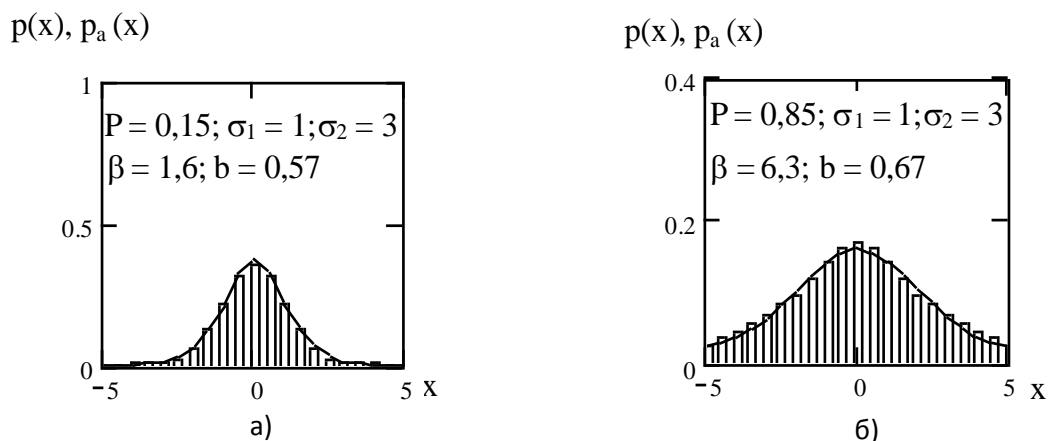 p(x), pₐ (x)
1
P = 0,15; σ₁ = 1;σ₂ = 3
β = 1,6; b = 0,57
0.5
0
−5
0
5
x
а)
p(x), pₐ (x)
0.4
P = 0,85; σ₁ = 1;σ₂ = 3
β = 6,3; b = 0,67
0.2
0
−5
0
5
x
б)